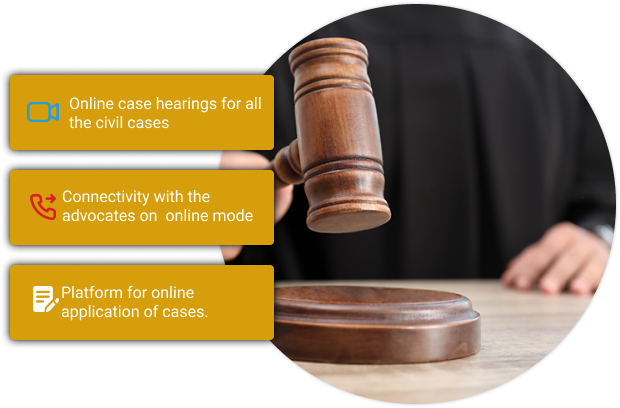 Online case hearings for all
the civil cases
Connectivity with the
advocates on  online mode
Platform for online
application of cases.